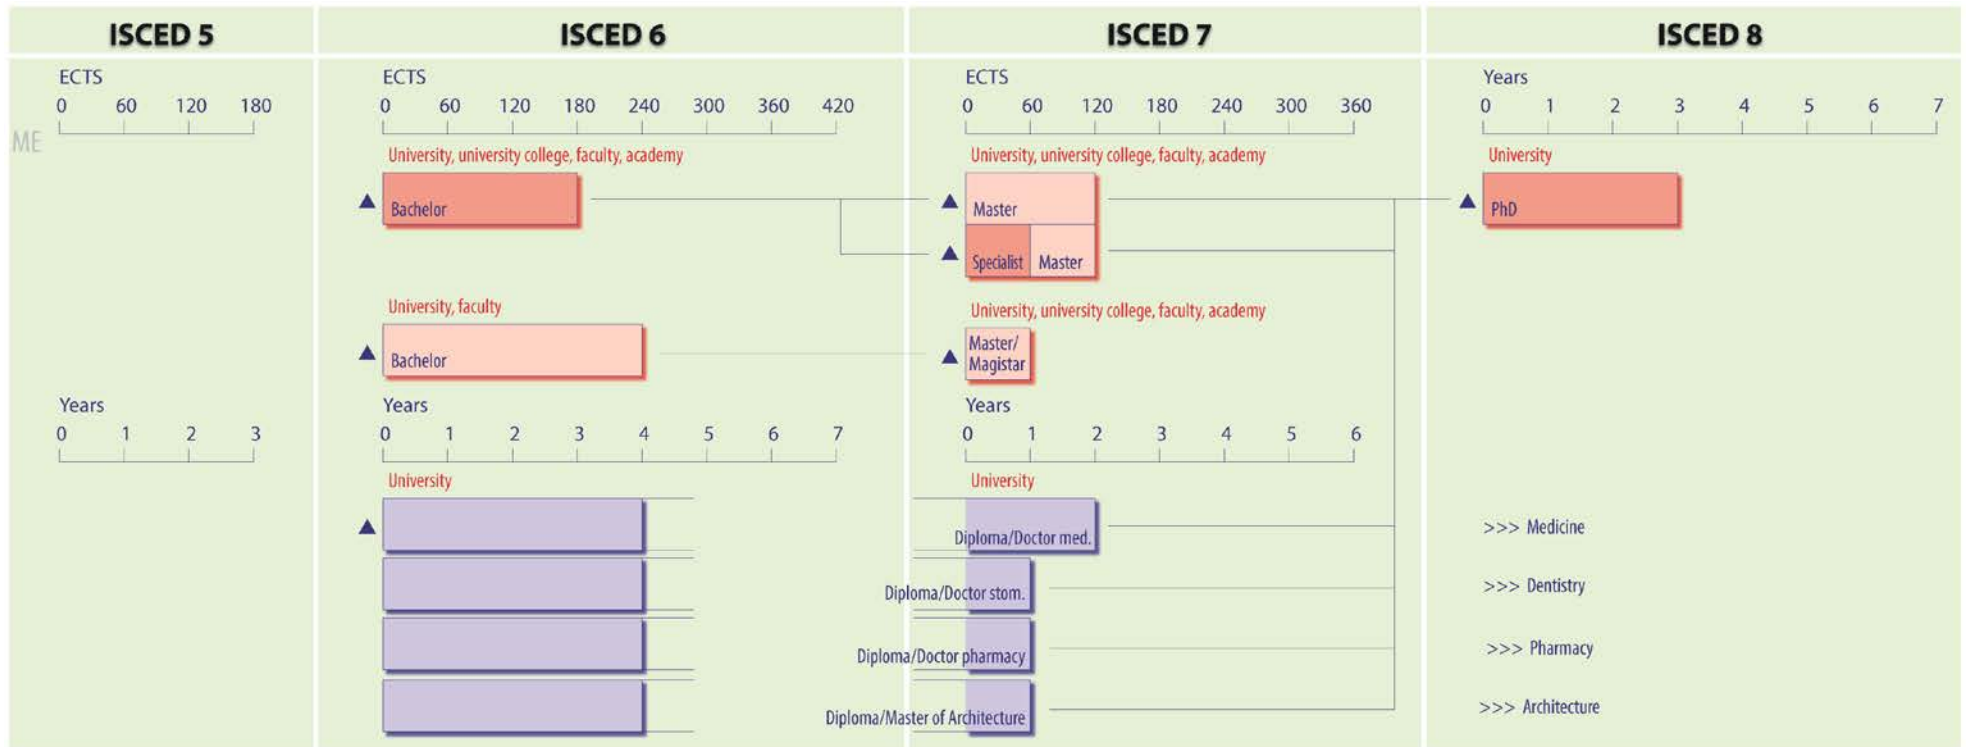 ISCED 5 ISCED 6 ISCED 7 ISCED 8
ECTS ECTS ECTS Years
0 60 120 180 0 60 120 180 240 300 360 420 0 60 120 180 240 300 360 0 1 2 3 4 5 6 7
ME
University, university college, faculty, academy University, university college, faculty, academy University
Bachelor Master PhD
Specialist Master
University, faculty University, university college, faculty, academy
Master/
Bachelor Magistar
Years Years Years
0 1 2 3 0 1 2 3 4 5 6 7 0 1 2 3 4 5 6
University University
Diploma/Doctor med. >>> Medicine
Diploma/Doctor stom. >>> Dentistry
Diploma/Doctor pharmacy >>> Pharmacy
Diploma/Master of Architecture >>> Architecture